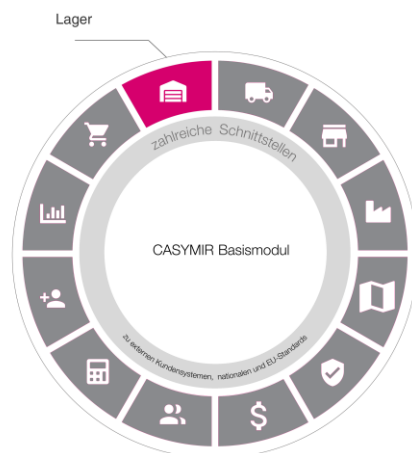 Lager
zahlreiche Schnittstellen
CASYMIR Basismodul
zu externen Kundensystemen, nationalen und EU-Standards